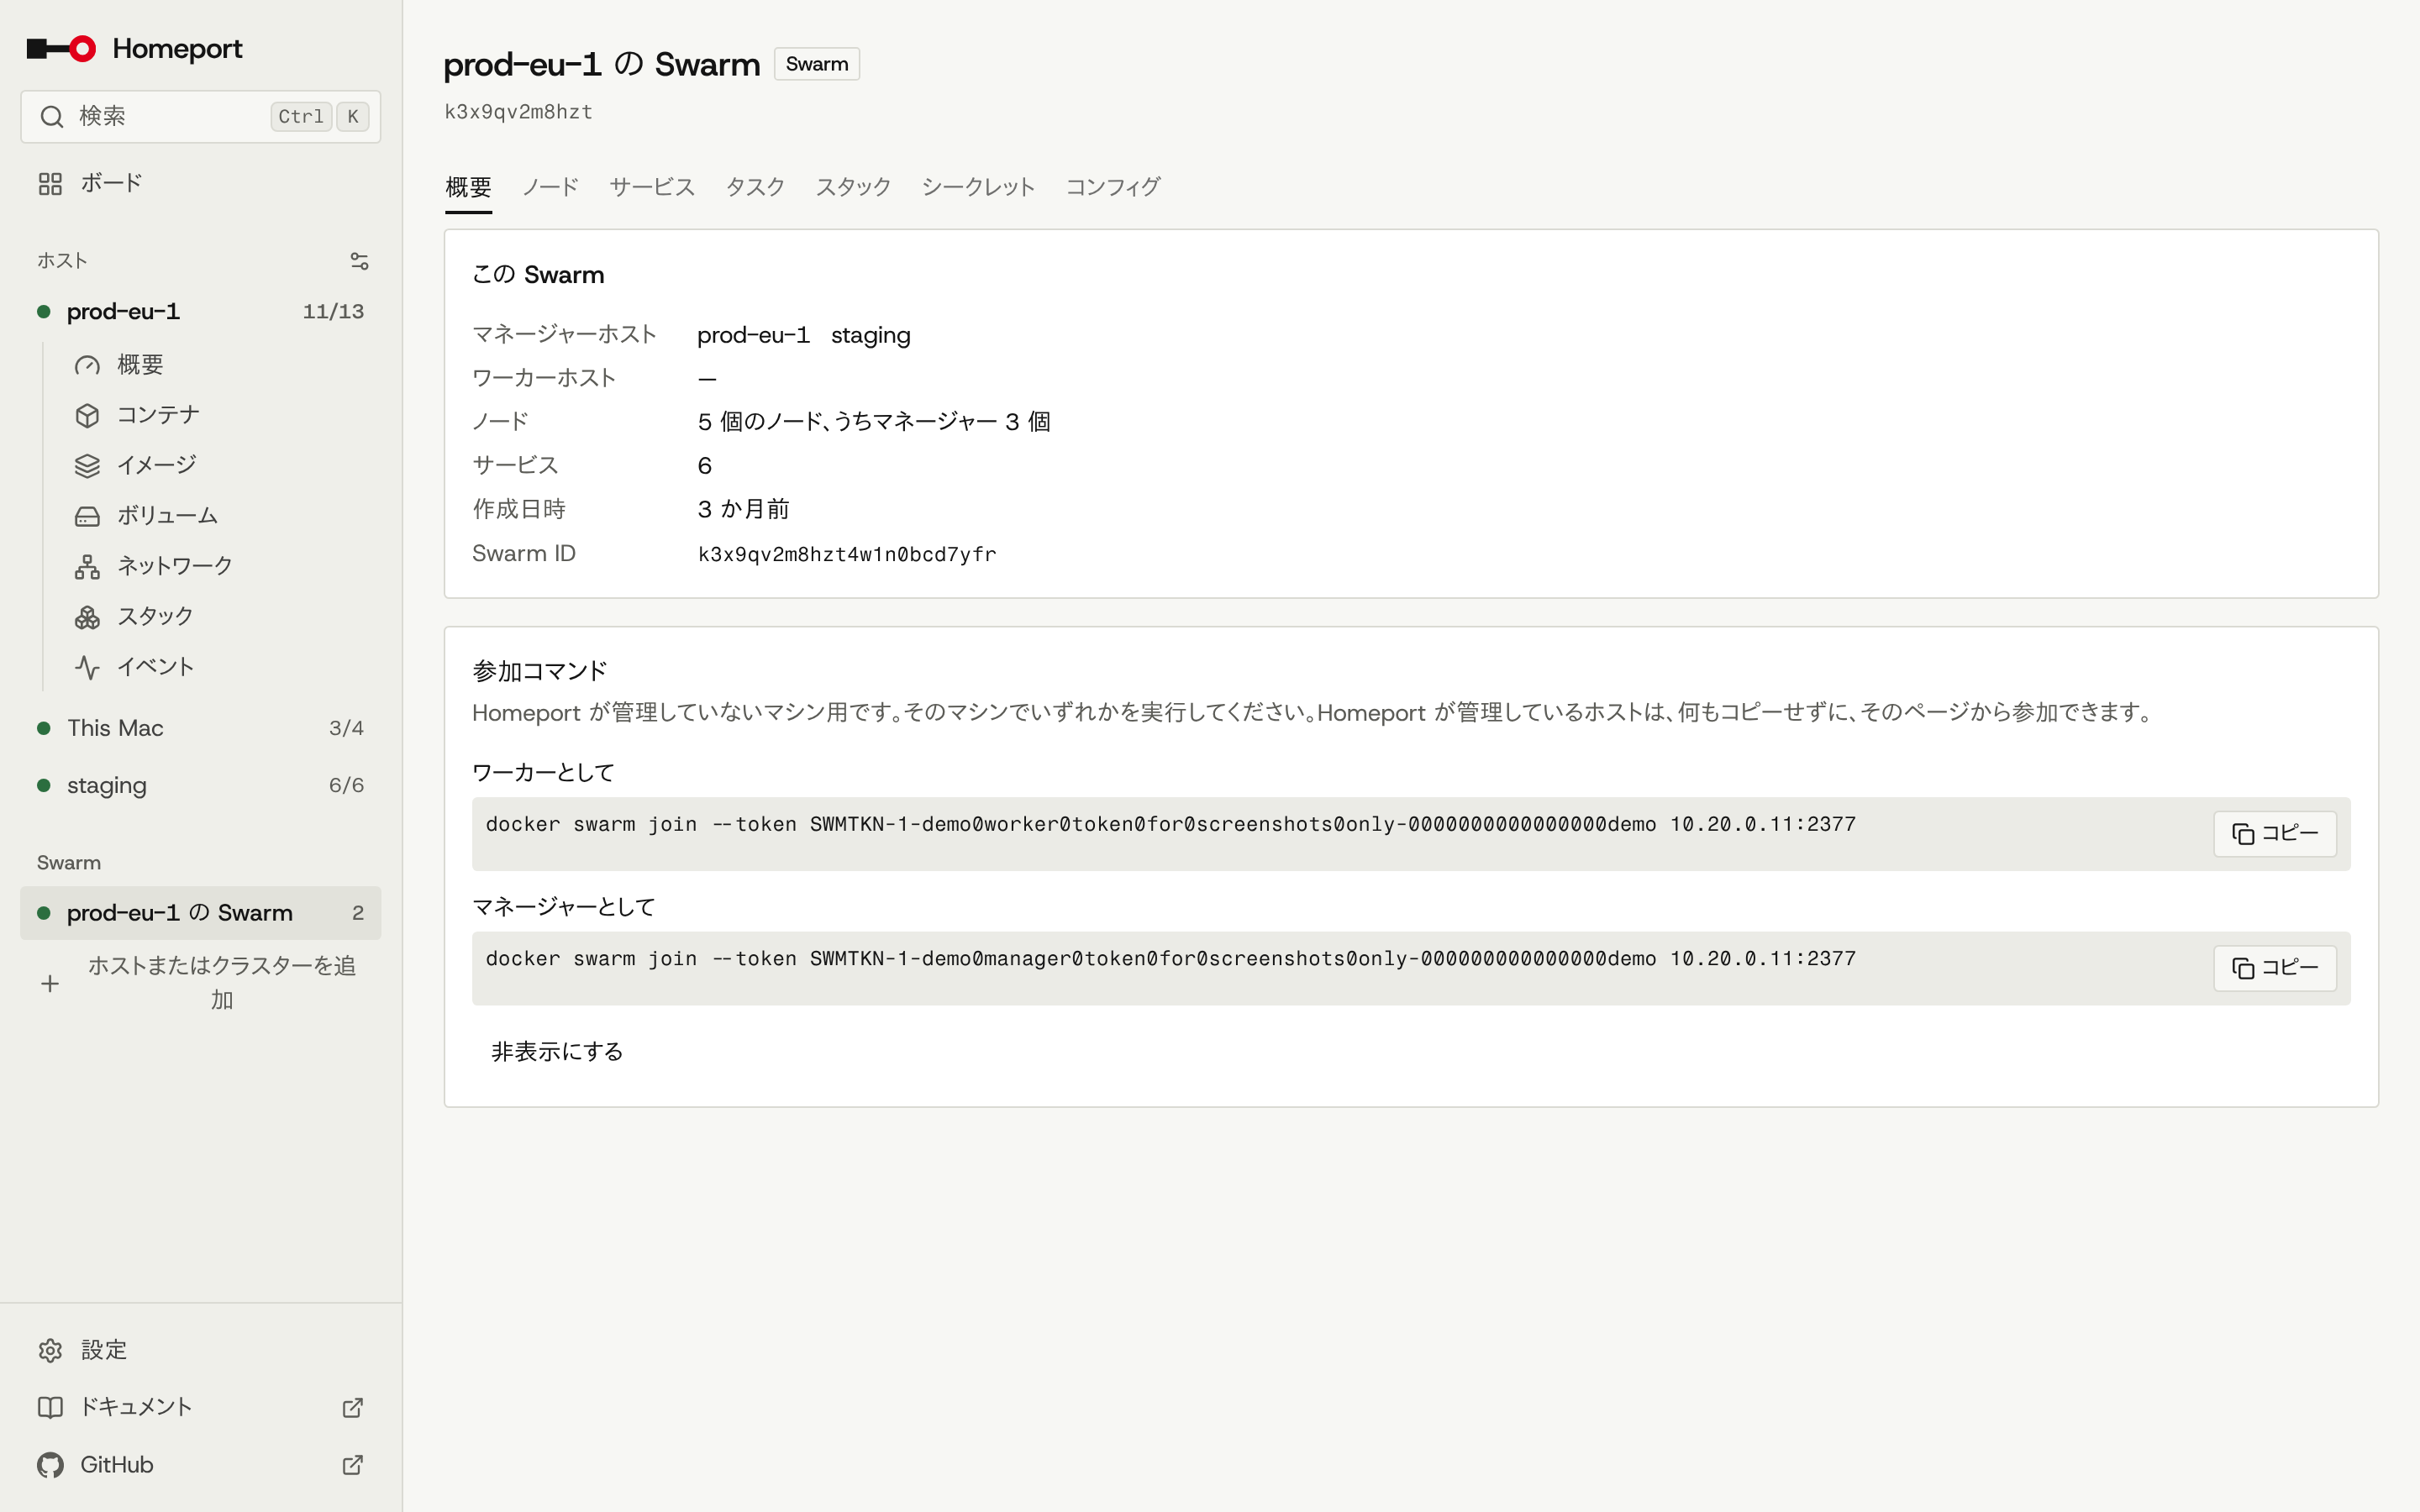 Homeport
検索 Ctrl K
ボード
ホスト
prod-eu-1 11/13
概要
コンテナ
イメージ
ボリューム
ネットワーク
スタック
イベント
This Mac 3/4
staging 6/6
Swarm
prod-eu-1 の Swarm 2
ホストまたはクラスターを追
加
設定
ドキュメント
GitHub
prod-eu-1 の Swarm Swarm
k3x9qv2m8hzt
概要 ノード サービス タスク スタック シークレット コンフィグ
この Swarm
マネージャーホスト prod-eu-1 staging
ワーカーホスト —
ノード 5 個のノード、うちマネージャー 3 個
サービス 6
作成日時 3 か月前
Swarm ID k3x9qv2m8hzt4w1n0bcd7yfr
参加コマンド
Homeport が管理していないマシン用です。そのマシンでいずれかを実行してください。Homeport が管理しているホストは、何もコピーせずに、そのページから参加できます。
ワーカーとして
docker swarm join --token SWMTKN-1-demo0worker0token0for0screenshots0only-0000000000000000demo 10.20.0.11:2377 コピー
マネージャーとして
docker swarm join --token SWMTKN-1-demo0manager0token0for0screenshots0only-000000000000000demo 10.20.0.11:2377 コピー
非表示にする